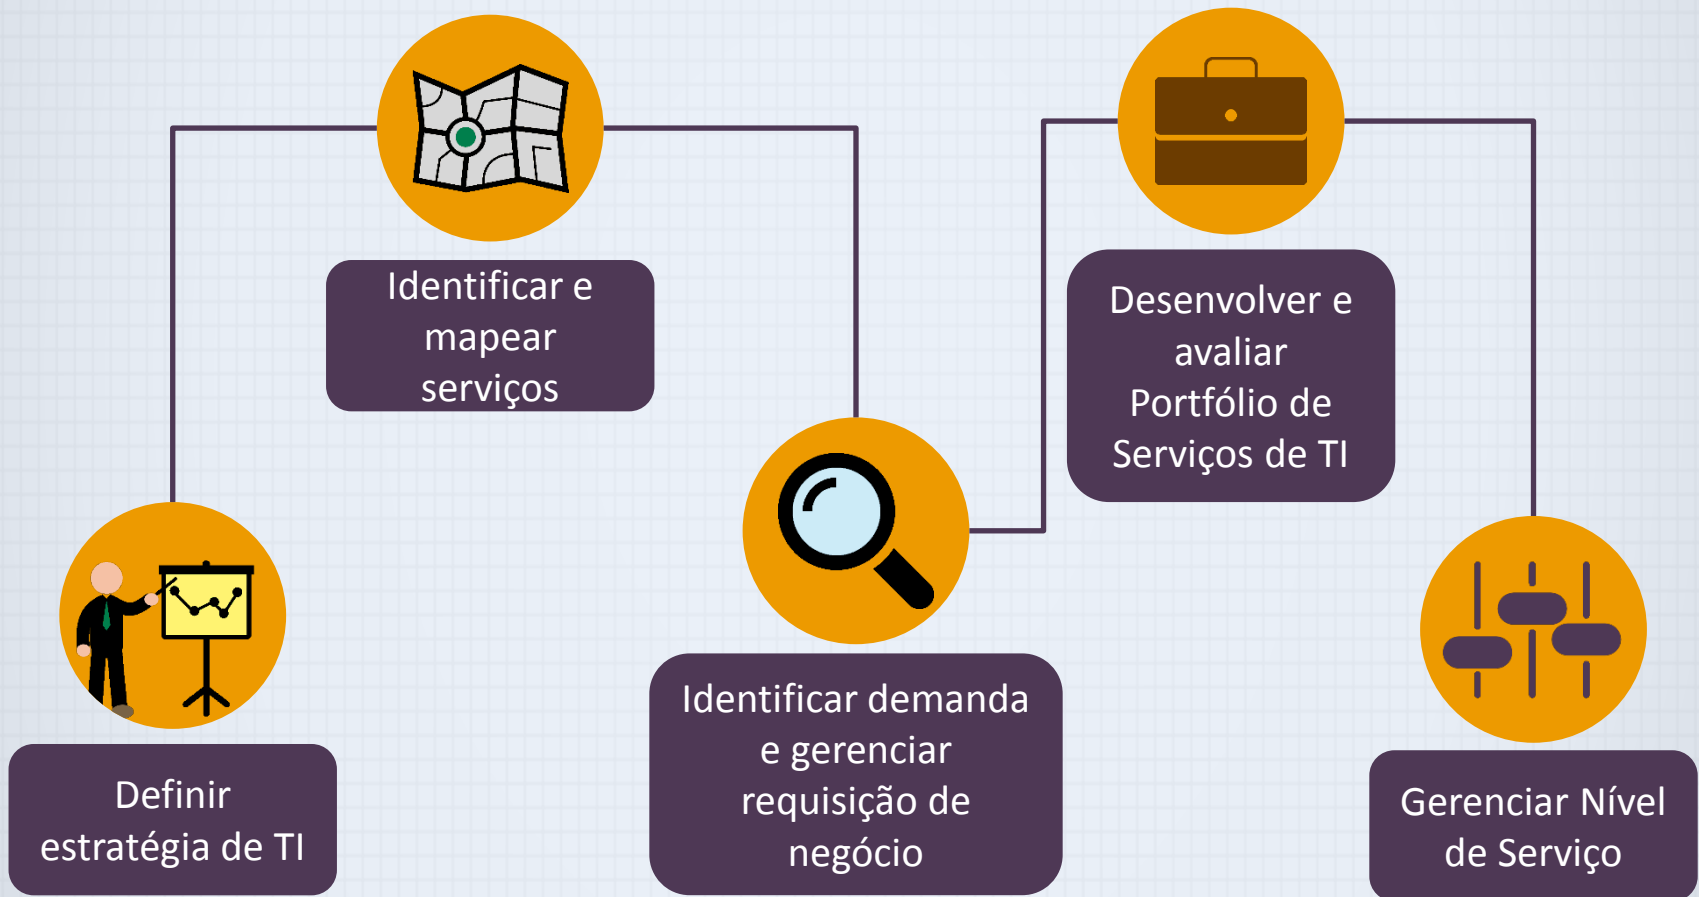 Identificar e
mapear
serviços
Desenvolver e
avaliar
Portfólio de
Serviços de TI
Definir
estratégia de TI
Identificar demanda
e gerenciar
requisição de
negócio
Gerenciar Nível
de Serviço